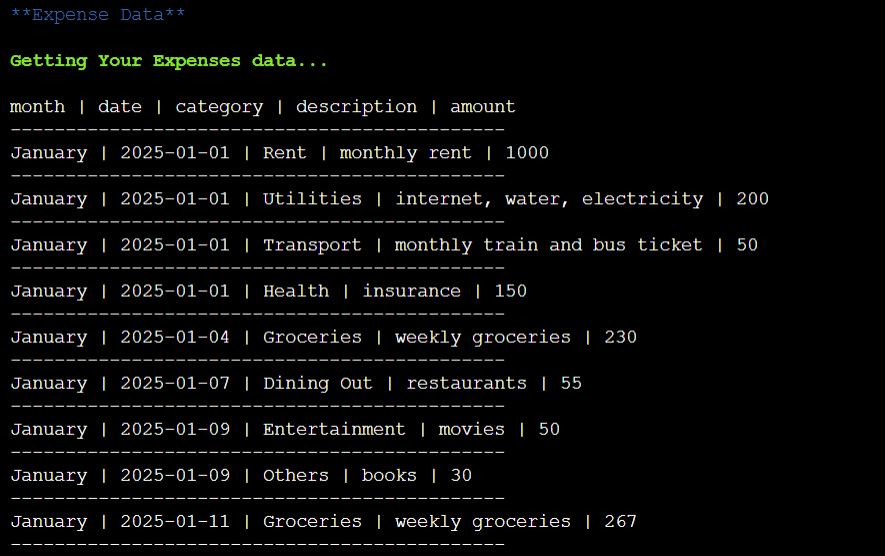 **Expense Data**
Getting Your Expenses data...
month | date | category | description | amount
---------------------------------------------
January | 2025-01-01 | Rent | monthly rent | 1000
---------------------------------------------
January | 2025-01-01 | Utilities | internet, water, electricity | 200
---------------------------------------------
January | 2025-01-01 | Transport | monthly train and bus ticket | 50
---------------------------------------------
January | 2025-01-01 | Health | insurance | 150
---------------------------------------------
January | 2025-01-04 | Groceries | weekly groceries | 230
---------------------------------------------
January | 2025-01-07 | Dining Out | restaurants | 55
---------------------------------------------
January | 2025-01-09 | Entertainment | movies | 50
---------------------------------------------
January | 2025-01-09 | Others | books | 30
---------------------------------------------
January | 2025-01-11 | Groceries | weekly groceries | 267
---------------------------------------------